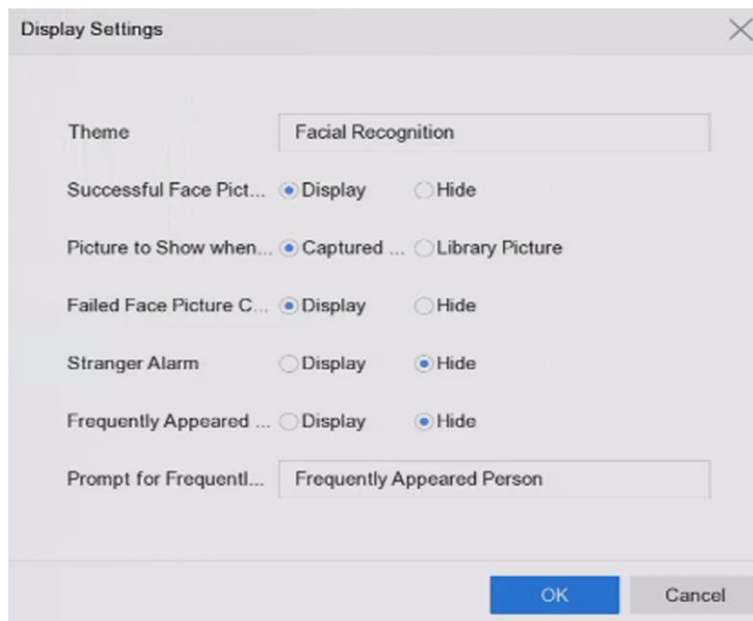 Display Settings
Theme Facial Recognition
Successful Face Pict... Display Hide
Picture to Show when... Captured ... Library Picture
Failed Face Picture C... Display Hide
Stranger Alarm Display Hide
Frequently Appeared ... Display Hide
Prompt for Frequentl... Frequently Appeared Person
OK Cancel